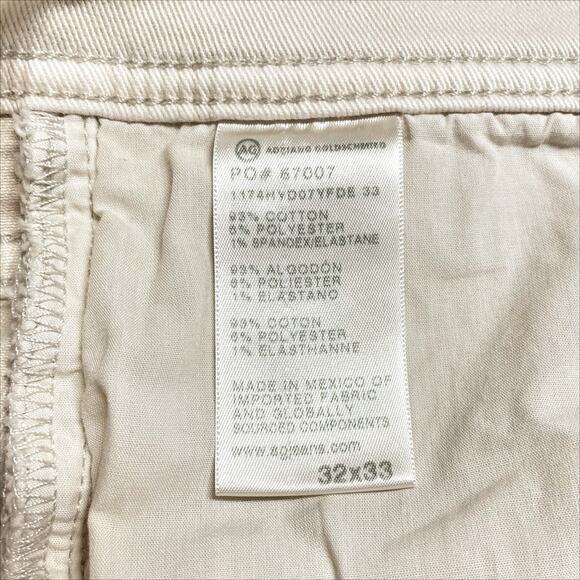 AG ADRIANO GOLDSCHMIED
PO# 67007
1174HYD07YFDE 33
93% COTTON
6% POLYESTER
1% SPANDEX/ELASTANE
93% ALGODÓN
6% POLIESTER
1% ELASTANO
93% COTON
6% POLYESTER
1% ELASTHANNE
MADE IN MEXICO OF
IMPORTED FABRIC
AND GLOBALLY
SOURCED COMPONENTS
www.agjeans.com
32x33